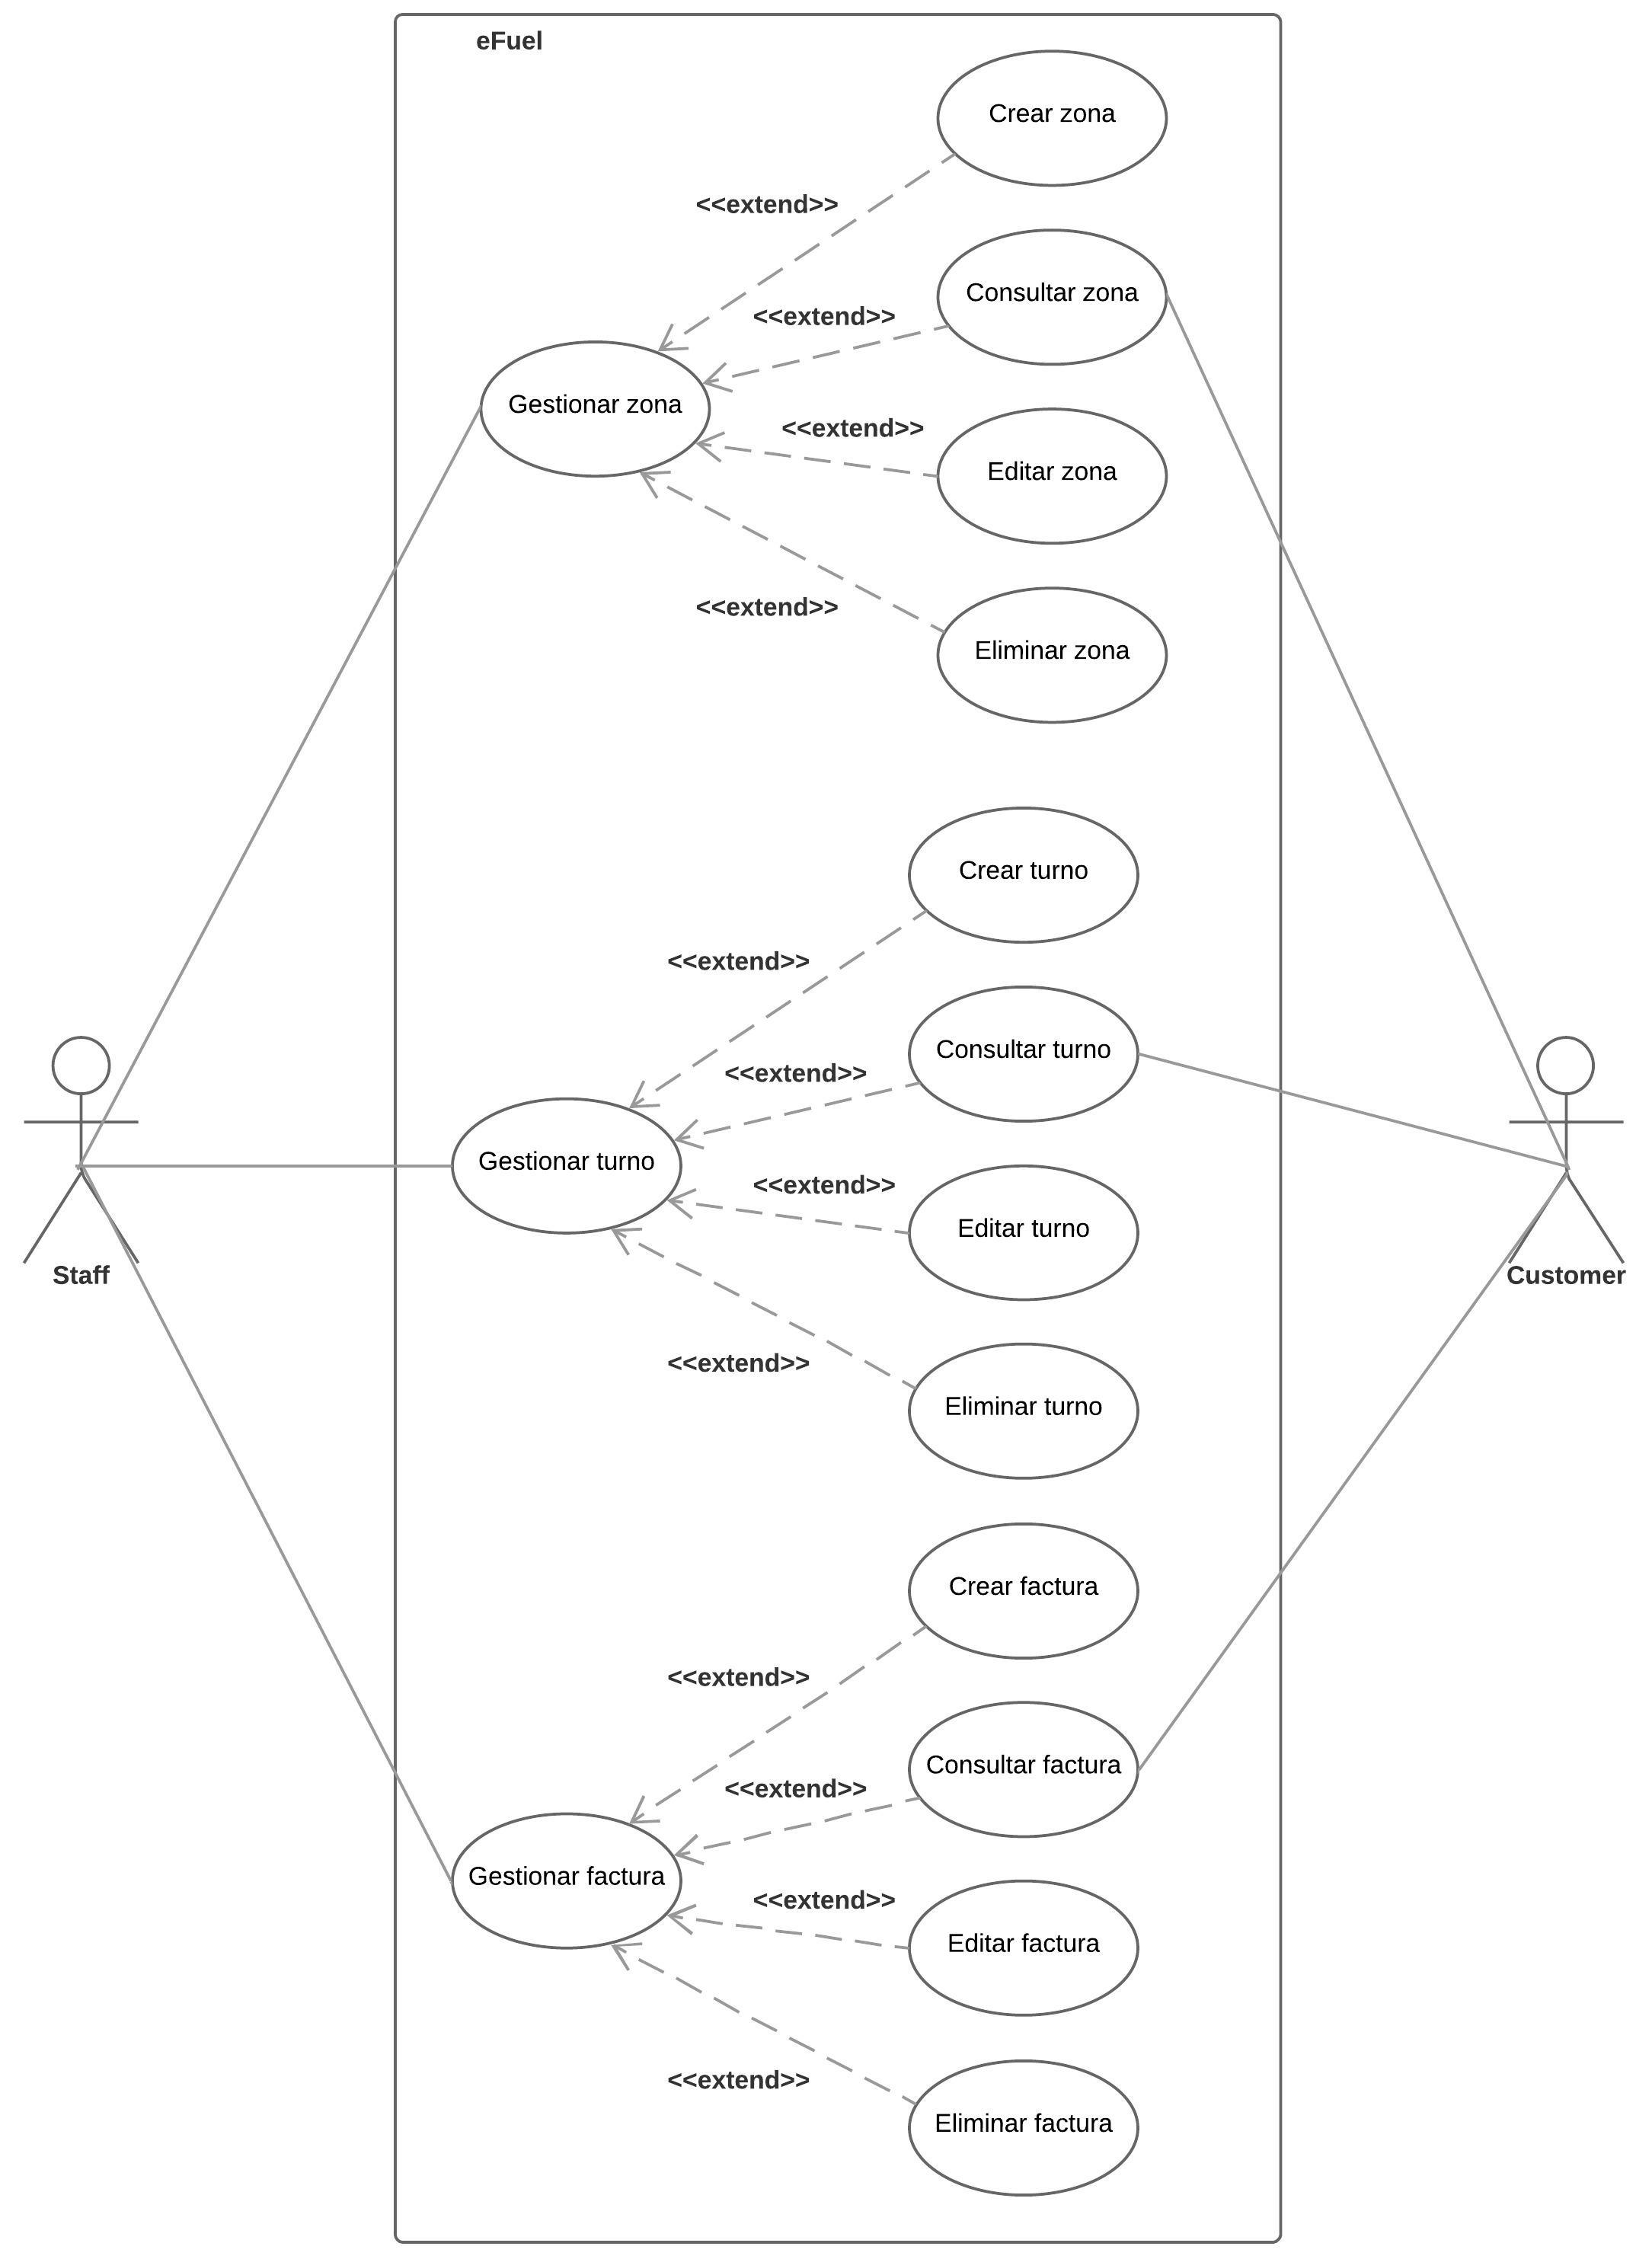 eFuel
Crear zona
<<extend>>
Consultar zona
<<extend>>
Gestionar zona
<<extend>>
Editar zona
<<extend>>
Eliminar zona
Crear turno
<<extend>>
Consultar turno
<<extend>>
Gestionar turno
<<extend>>
Editar turno
Staff
Customer
<<extend>>
Eliminar turno
Crear factura
<<extend>>
Consultar factura
<<extend>>
Gestionar factura
<<extend>>
Editar factura
<<extend>>
Eliminar factura